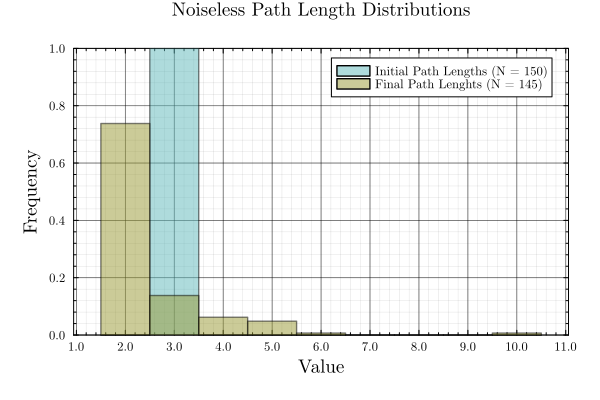 Noiseless Path Length Distributions
Initial Path Lengths (N = 150)
Final Path Lenghts (N = 145)
Frequency
1.0
0.8
0.6
0.4
0.2
0.0
1.0 2.0 3.0 4.0 5.0 6.0 7.0 8.0 9.0 10.0 11.0
Value